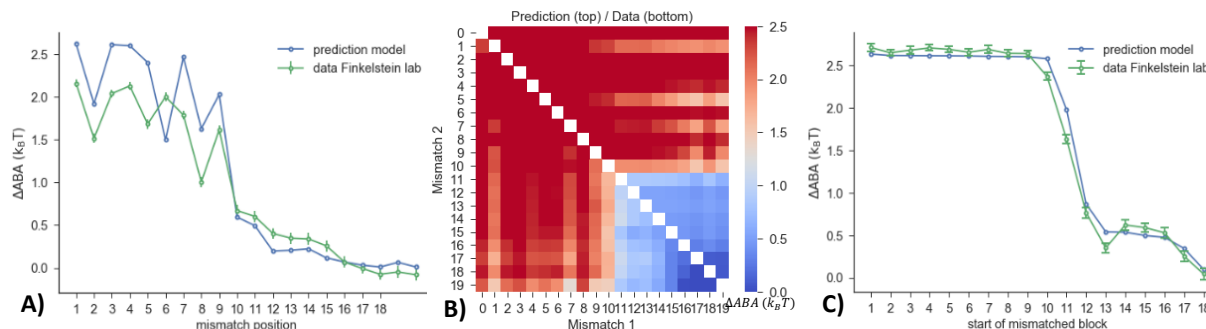 prediction model
data Finkelstein lab
2.5
2.0
1.5
1.0
0.5
0.0
ΔABA (k_BT)
1 2 3 4 5 6 7 8 9 10 11 12 13 14 15 16 17 18
mismatch position
A)
Prediction (top) / Data (bottom)
0
1
2
3
4
5
6
7
8
9
10
11
12
13
14
15
16
17
18
19
Mismatch 2
0 1 2 3 4 5 6 7 8 9 10 11 12 13 14 15 16 17 18 19
Mismatch 1
2.5
2.0
1.5
1.0
0.5
0.0
ΔABA (k_BT)
B)
prediction model
data Finkelstein lab
2.5
2.0
1.5
1.0
0.5
0.0
ΔABA (k_BT)
1 2 3 4 5 6 7 8 9 10 11 12 13 14 15 16 17 18
start of mismatched block
C)